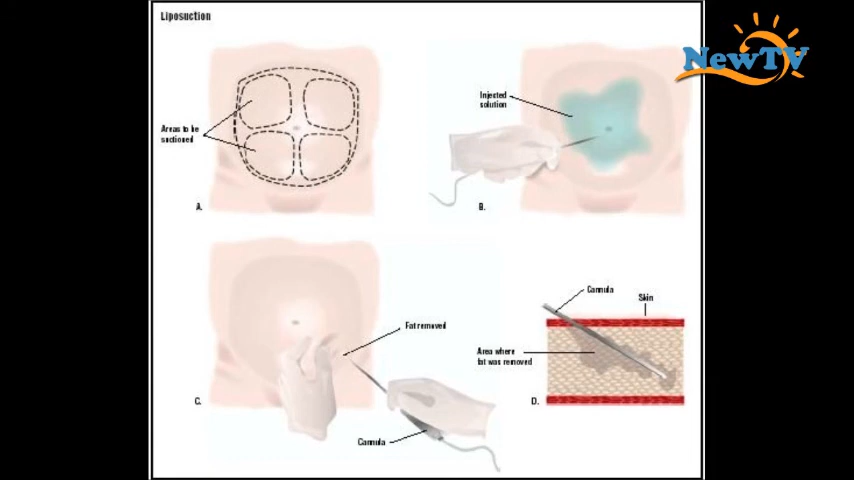 Liposuction
NewTV
Injected
solution
Areas to be
suctioned
A.
B.
Cannula
Skin
Fat removed
Area where
fat was removed
C.
D.
Cannula